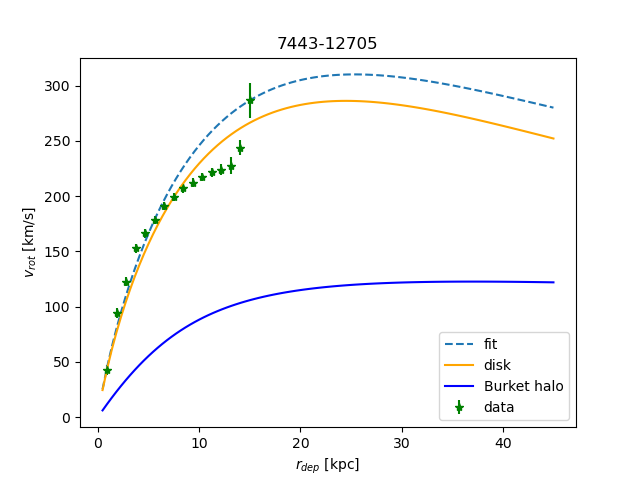 7443-12705
300
250
200
150
100
50
0
v_rot [km/s]
0 10 20 30 40
r_dep [kpc]
fit
disk
Burket halo
data